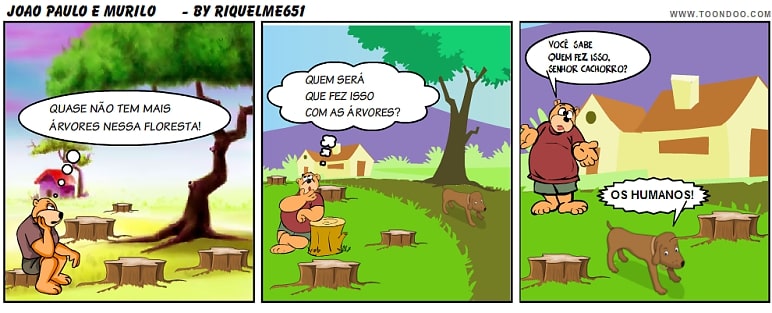 JOAO PAULO E MURILO - BY RIQUELME651
WWW.TOONDOO.COM
QUASE NÃO TEM MAIS
ÁRVORES NESSA FLORESTA!
QUEM SERÁ
QUE FEZ ISSO
COM AS ÁRVORES?
VOCÊ SABE
QUEM FEZ ISSO,
SENHOR CACHORRO?
OS HUMANOS!